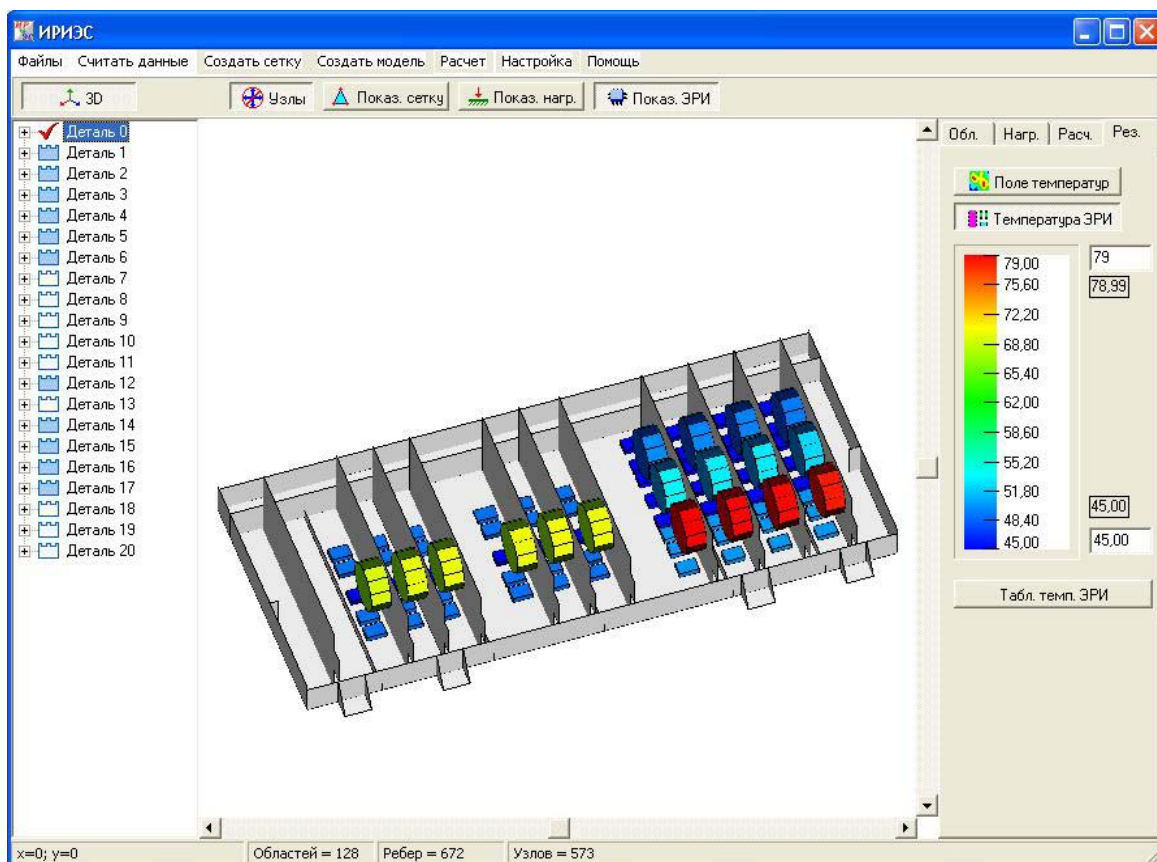 ИРИЭС
Файлы Считать данные Создать сетку Создать модель Расчет Настройка Помощь
3D Узлы Показ. сетку Показ. нагр. Показ. ЭРИ
Деталь 0
Деталь 1
Деталь 2
Деталь 3
Деталь 4
Деталь 5
Деталь 6
Деталь 7
Деталь 8
Деталь 9
Деталь 10
Деталь 11
Деталь 12
Деталь 13
Деталь 14
Деталь 15
Деталь 16
Деталь 17
Деталь 18
Деталь 19
Деталь 20
Обл. Нагр. Расч. Рез.
Поле температур
Температура ЭРИ
79,00 79
75,60 78,99
72,20
68,80
65,40
62,00
58,60
55,20
51,80 45,00
48,40
45,00 45,00
Табл. темп. ЭРИ
x=0; y=0 Областей = 128 Ребер = 672 Узлов = 573